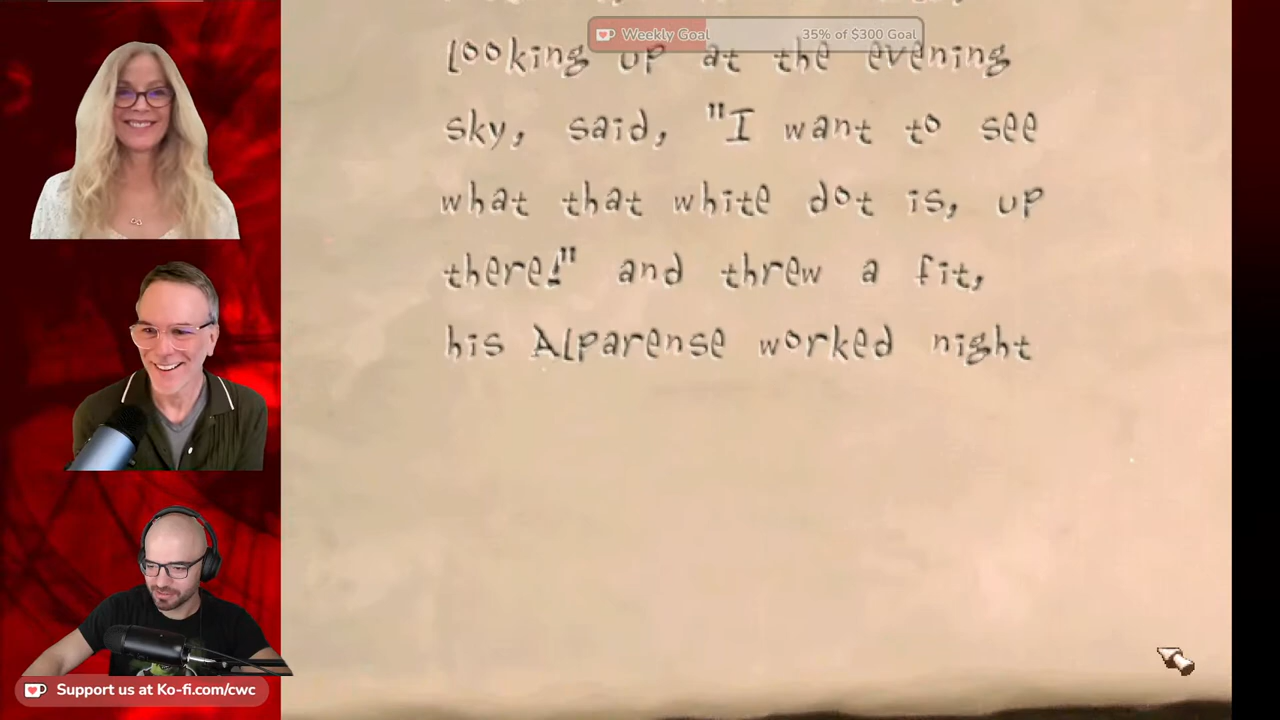 Weekly Goal 35% of $300 Goal
looking up at the evening
sky, said, "I want to see
what that white dot is, up
there!" and threw a fit,
his Alparense worked night
Support us at Ko-fi.com/cwc